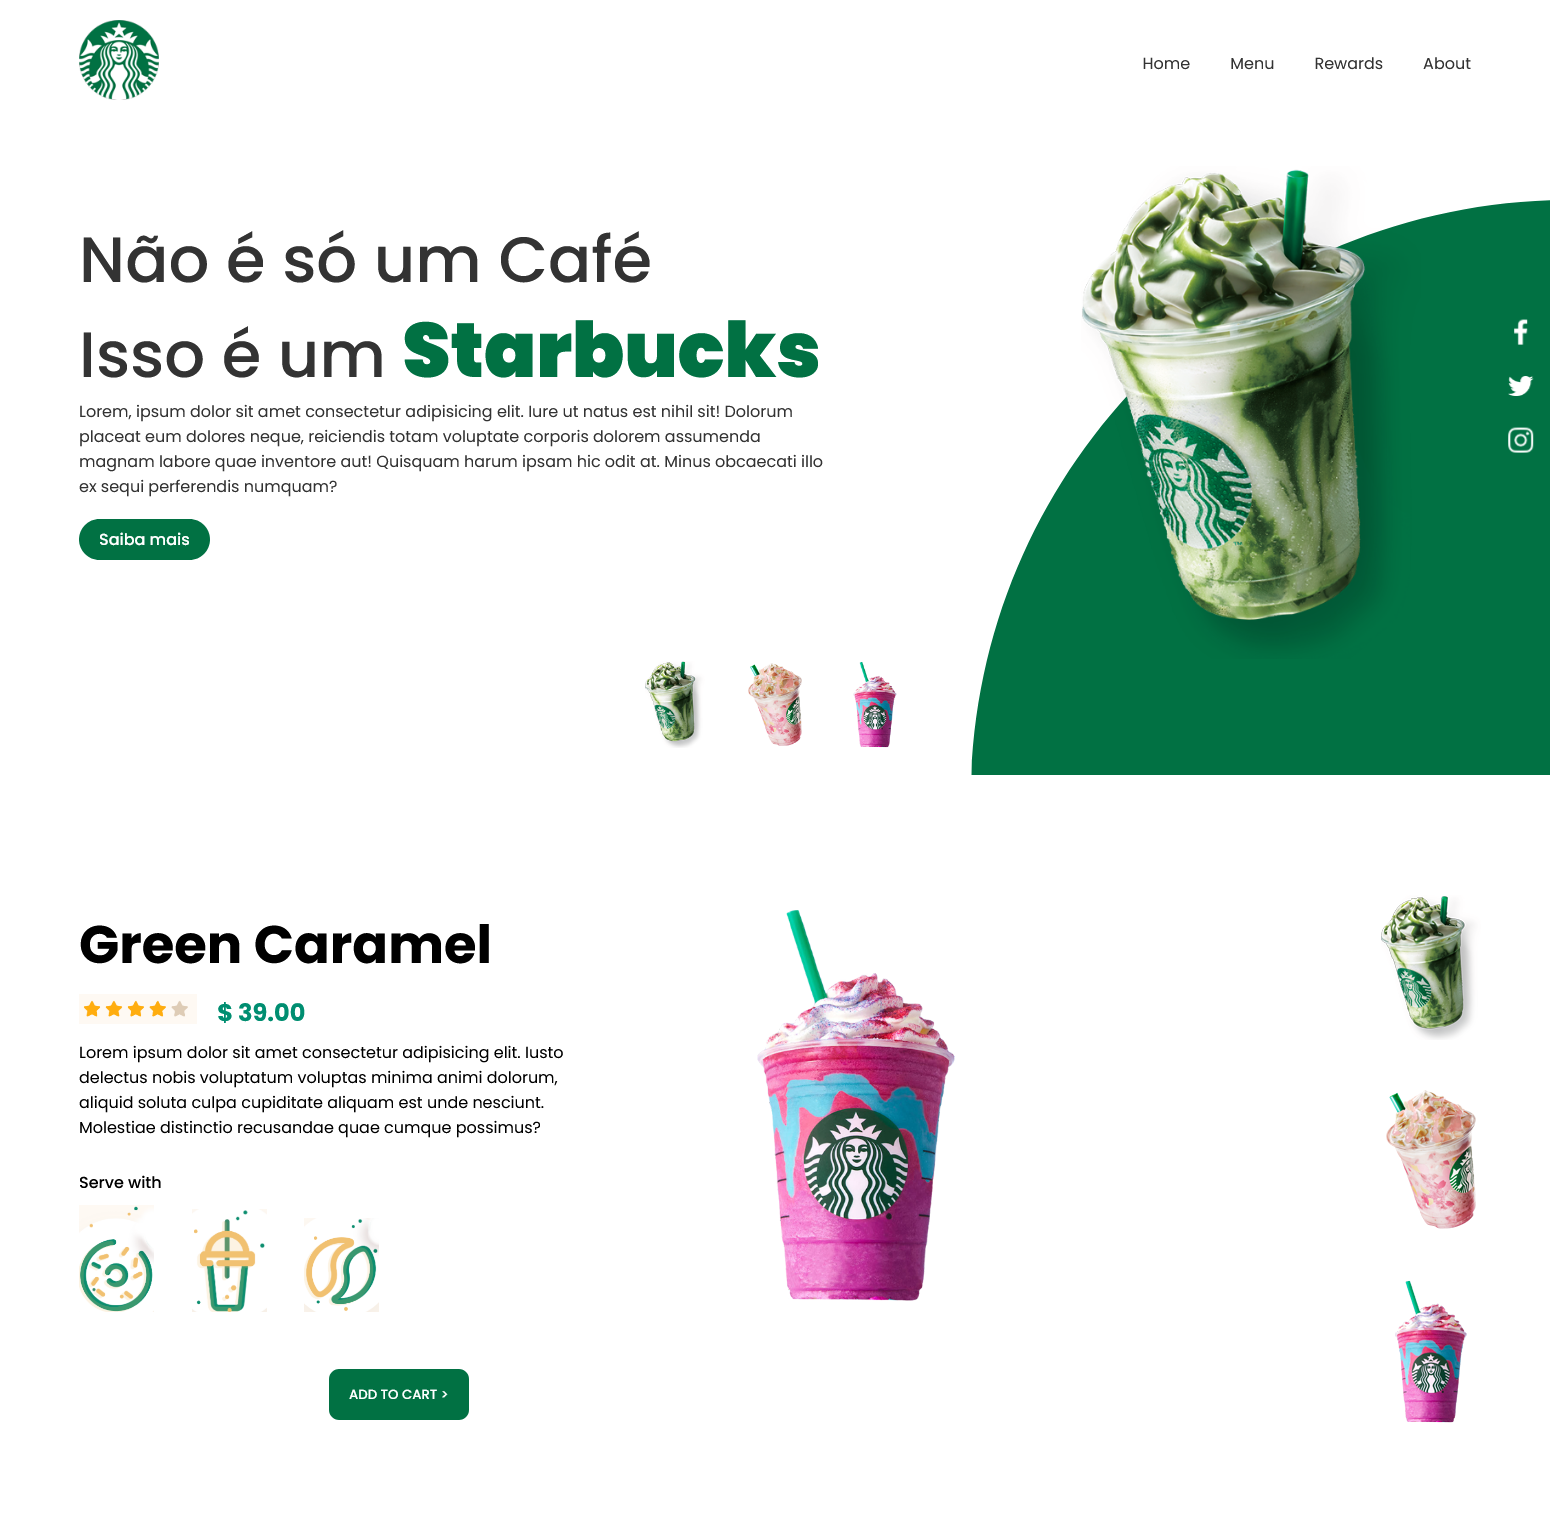 Home Menu Rewards About
Não é só um Café
Isso é um Starbucks
Lorem, ipsum dolor sit amet consectetur adipisicing elit. Iure ut natus est nihil sit! Dolorum
placeat eum dolores neque, reiciendis totam voluptate corporis dolorem assumenda
magnam labore quae inventore aut! Quisquam harum ipsam hic odit at. Minus obcaecati illo
ex sequi perferendis numquam?
Saiba mais
Green Caramel
$ 39.00
Lorem ipsum dolor sit amet consectetur adipisicing elit. Iusto
delectus nobis voluptatum voluptas minima animi dolorum,
aliquid soluta culpa cupiditate aliquam est unde nesciunt.
Molestiae distinctio recusandae quae cumque possimus?
Serve with
ADD TO CART >